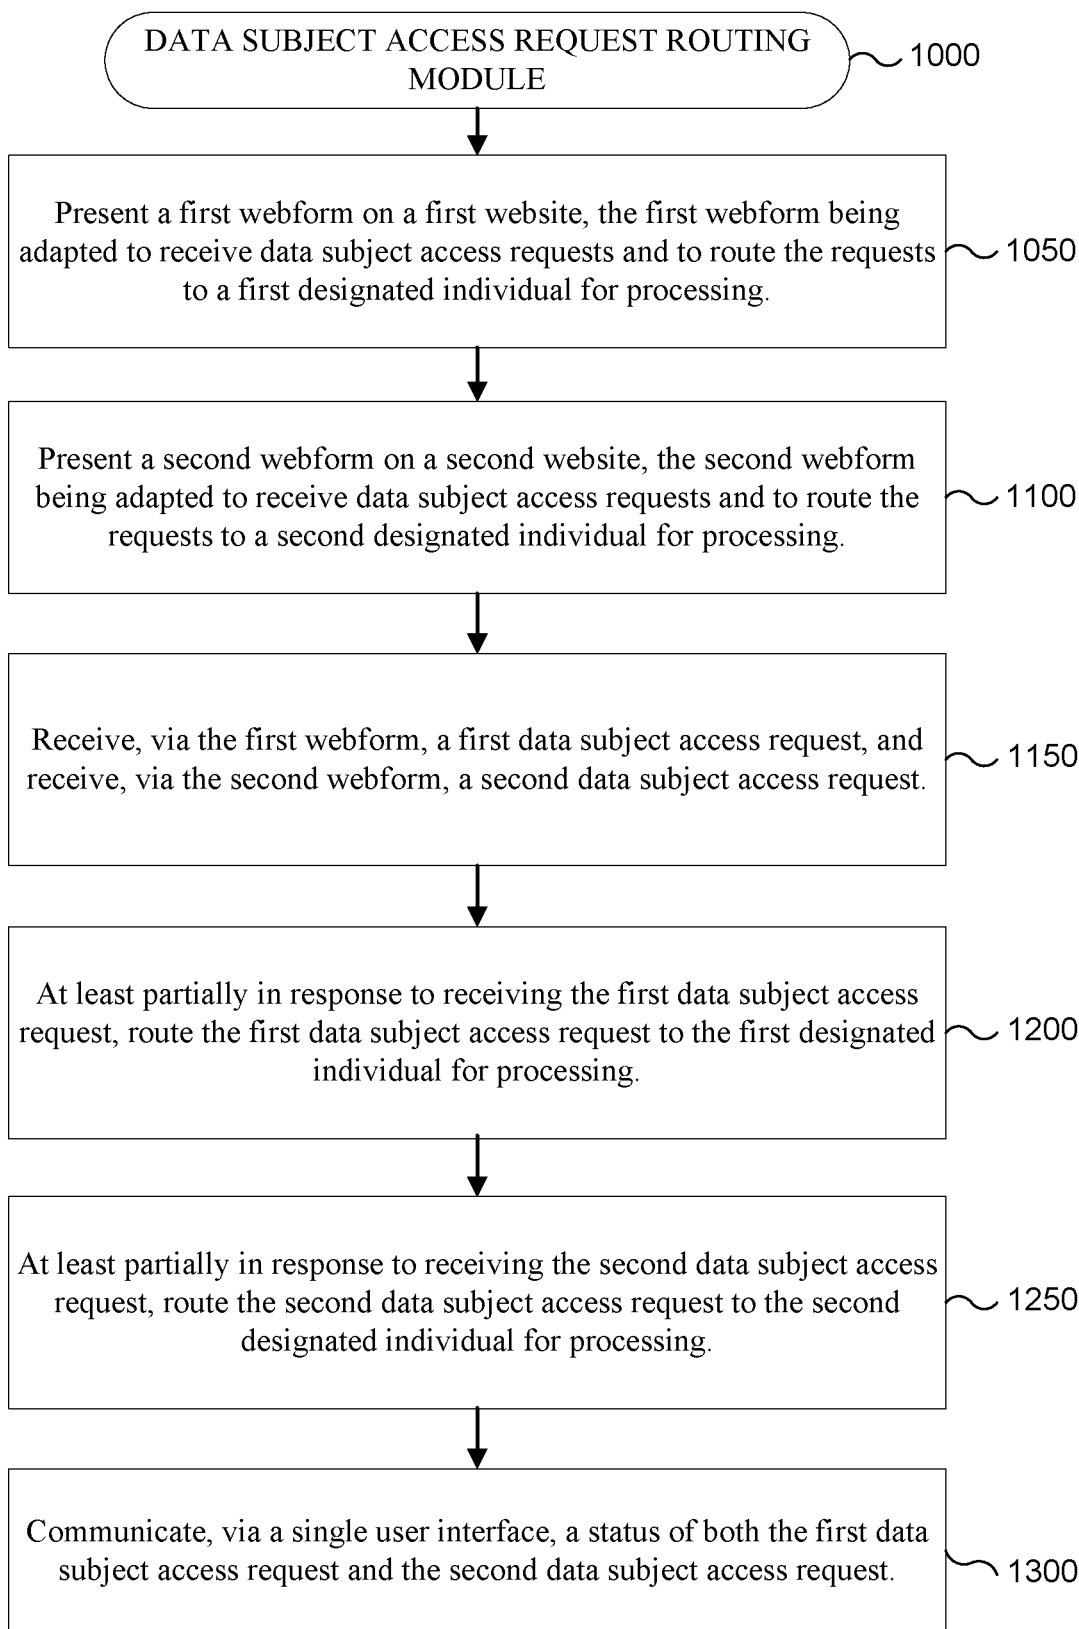 DATA SUBJECT ACCESS REQUEST ROUTING
MODULE
1000
Present a first webform on a first website, the first webform being
adapted to receive data subject access requests and to route the requests
to a first designated individual for processing.
1050
Present a second webform on a second website, the second webform
being adapted to receive data subject access requests and to route the
requests to a second designated individual for processing.
1100
Receive, via the first webform, a first data subject access request, and
receive, via the second webform, a second data subject access request.
1150
At least partially in response to receiving the first data subject access
request, route the first data subject access request to the first designated
individual for processing.
1200
At least partially in response to receiving the second data subject access
request, route the second data subject access request to the second
designated individual for processing.
1250
Communicate, via a single user interface, a status of both the first data
subject access request and the second data subject access request.
1300